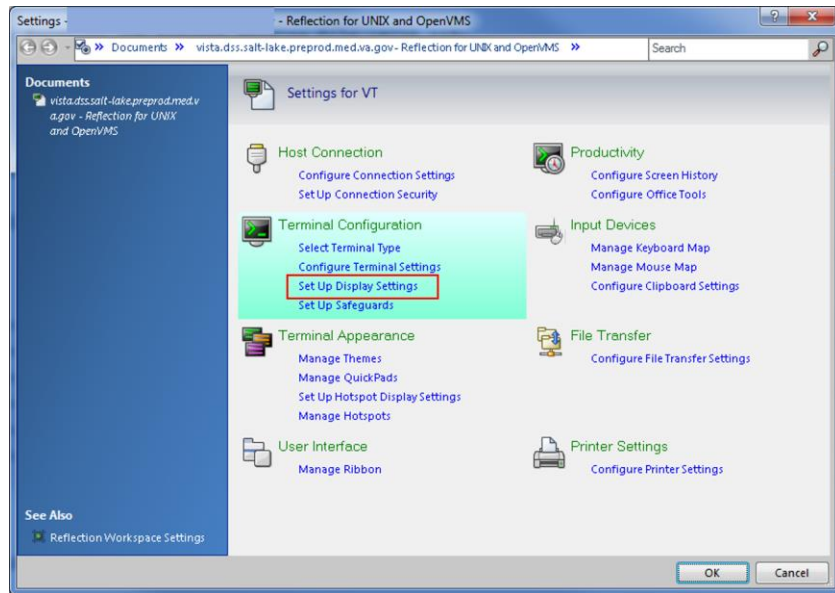 Settings - - Reflection for UNIX and OpenVMS
Documents » vista.dss.salt-lake.preprod.med.va.gov - Reflection for UNIX and OpenVMS »
Search
Documents
vista.dss.salt-lake.preprod.med.v
a.gov - Reflection for UNIX
and OpenVMS
See Also
Reflection Workspace Settings
Settings for VT
Host Connection
Configure Connection Settings
Set Up Connection Security
Productivity
Configure Screen History
Configure Office Tools
Terminal Configuration
Select Terminal Type
Configure Terminal Settings
Set Up Display Settings
Set Up Safeguards
Input Devices
Manage Keyboard Map
Manage Mouse Map
Configure Clipboard Settings
Terminal Appearance
Manage Themes
Manage QuickPads
Set Up Hotspot Display Settings
Manage Hotspots
File Transfer
Configure File Transfer Settings
User Interface
Manage Ribbon
Printer Settings
Configure Printer Settings
OK
Cancel